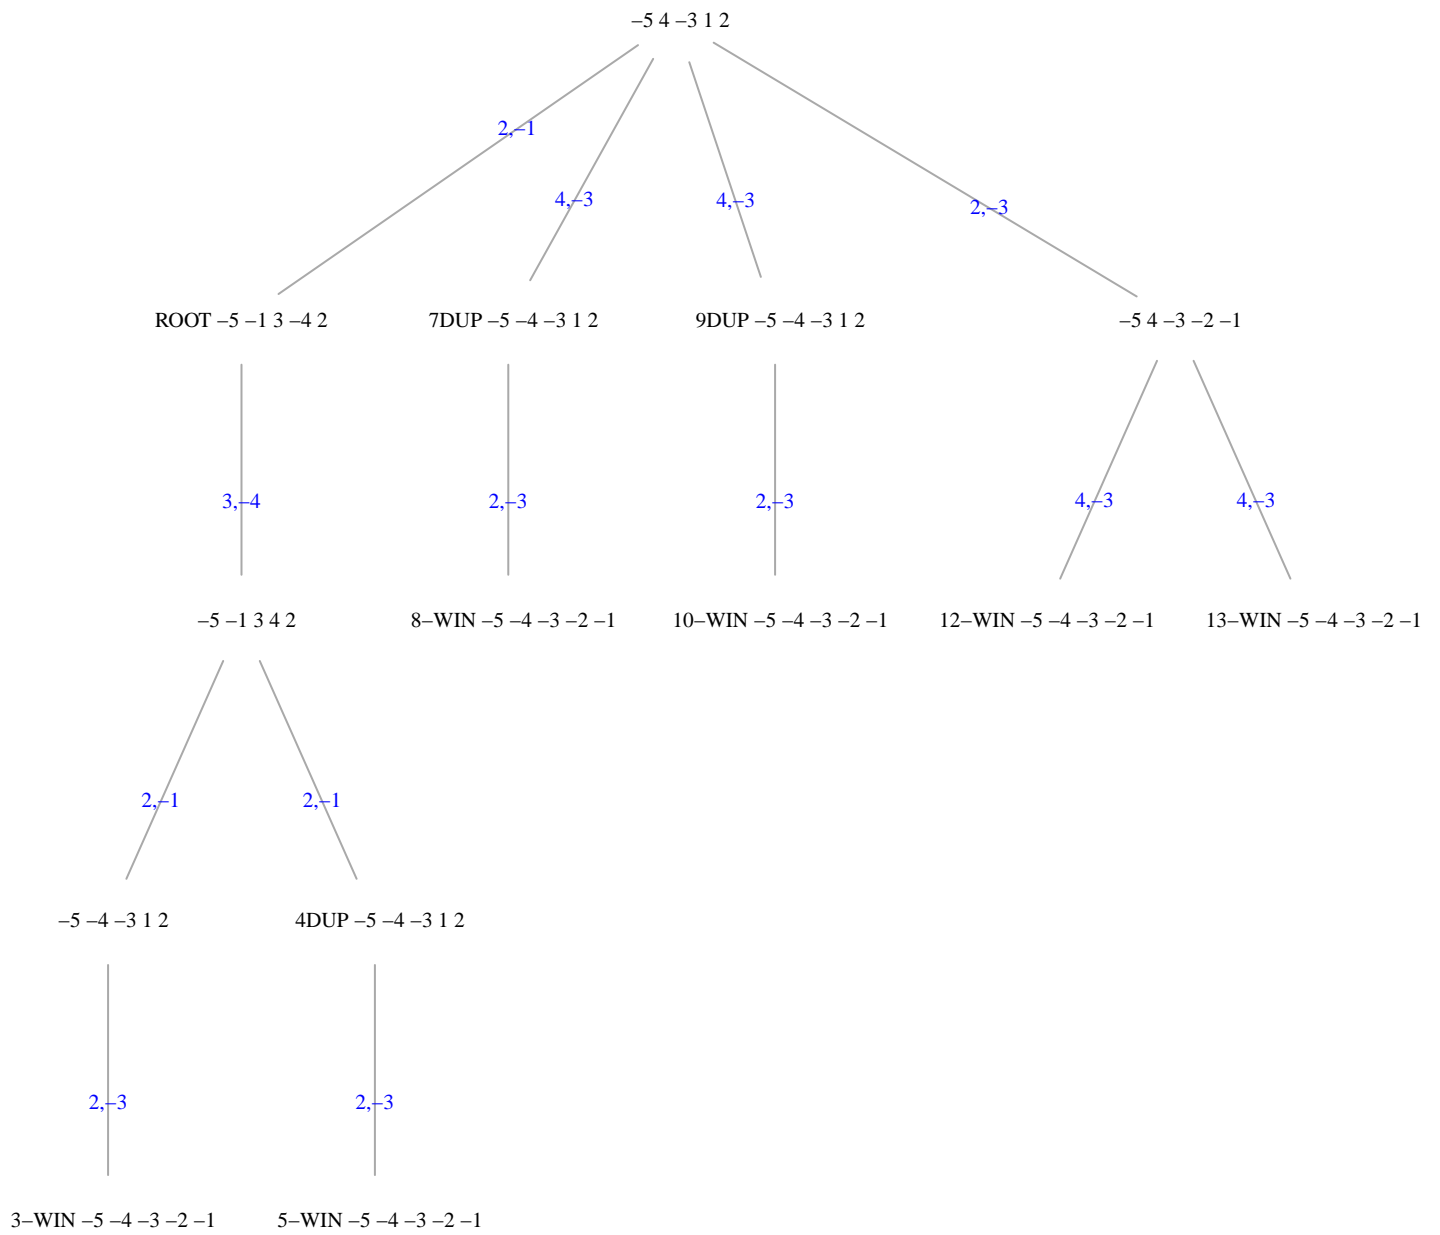 –5 4 –3 1 2
2,–1
4,–3
4,–3
2,–3
ROOT –5 –1 3 –4 2
7DUP –5 –4 –3 1 2
9DUP –5 –4 –3 1 2
–5 4 –3 –2 –1
3,–4
2,–3
2,–3
4,–3
4,–3
–5 –1 3 4 2
8–WIN –5 –4 –3 –2 –1
10–WIN –5 –4 –3 –2 –1
12–WIN –5 –4 –3 –2 –1
13–WIN –5 –4 –3 –2 –1
2,–1
2,–1
–5 –4 –3 1 2
4DUP –5 –4 –3 1 2
2,–3
2,–3
3–WIN –5 –4 –3 –2 –1
5–WIN –5 –4 –3 –2 –1